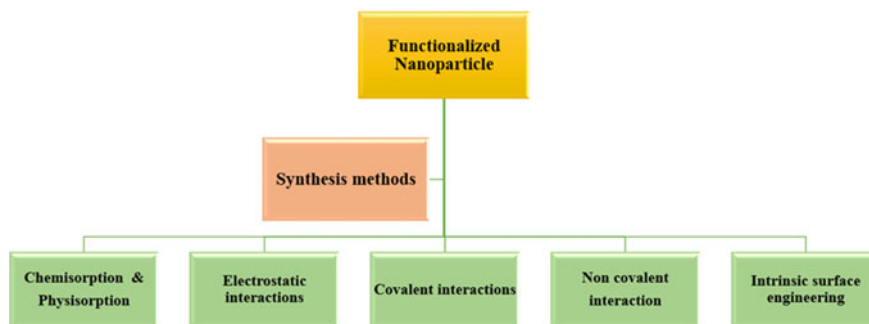 Functionalized
Nanoparticle
Synthesis methods
Chemisorption &
Physisorption
Electrostatic
interactions
Covalent interactions
Non covalent
interaction
Intrinsic surface
engineering